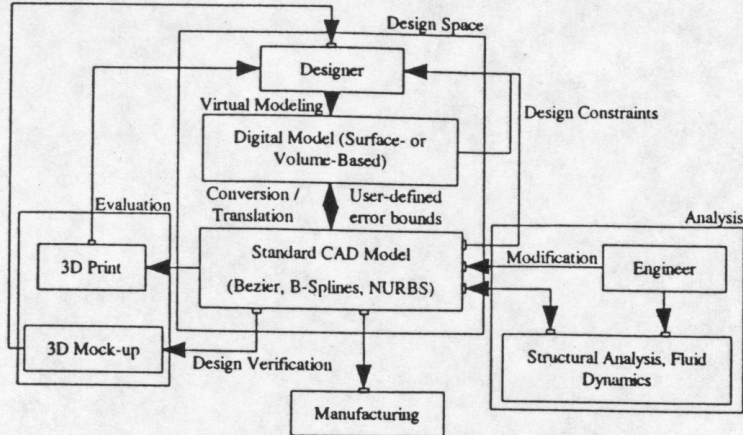 Design Space
Designer
Virtual Modeling
Design Constraints
Digital Model (Surface- or
Volume-Based)
Conversion /
Translation
User-defined
error bounds
Evaluation
Analysis
3D Print
Standard CAD Model
(Bezier, B-Splines, NURBS)
Modification
Engineer
3D Mock-up
Design Verification
Structural Analysis, Fluid
Dynamics
Manufacturing